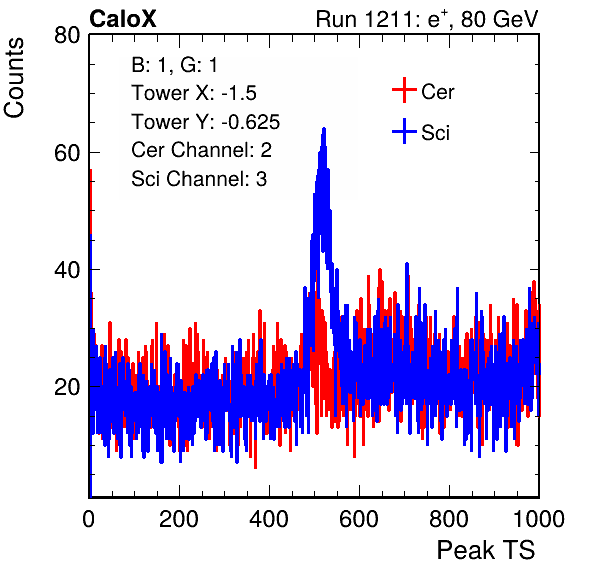 CaloX
Run 1211: e+, 80 GeV
Counts
80
60
40
20
B: 1, G: 1
Tower X: -1.5
Tower Y: -0.625
Cer Channel: 2
Sci Channel: 3
Cer
Sci
0 200 400 600 800 1000
Peak TS